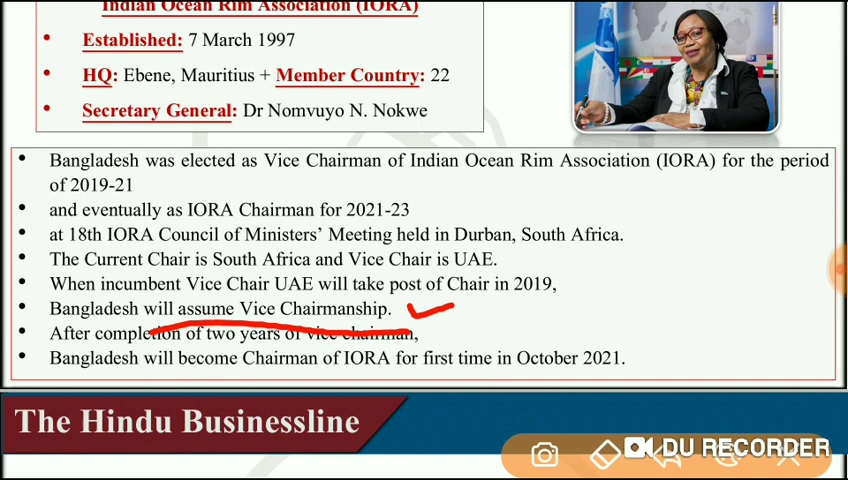 Indian Ocean Rim Association (IORA)
• Established: 7 March 1997
• HQ: Ebene, Mauritius + Member Country: 22
• Secretary General: Dr Nomvuyo N. Nokwe
• Bangladesh was elected as Vice Chairman of Indian Ocean Rim Association (IORA) for the period
of 2019-21
• and eventually as IORA Chairman for 2021-23
• at 18th IORA Council of Ministers' Meeting held in Durban, South Africa.
• The Current Chair is South Africa and Vice Chair is UAE.
• When incumbent Vice Chair UAE will take post of Chair in 2019,
• Bangladesh will assume Vice Chairmanship.
• After completion of two years of vice chairman,
• Bangladesh will become Chairman of IORA for first time in October 2021.
The Hindu Businessline
DU RECORDER